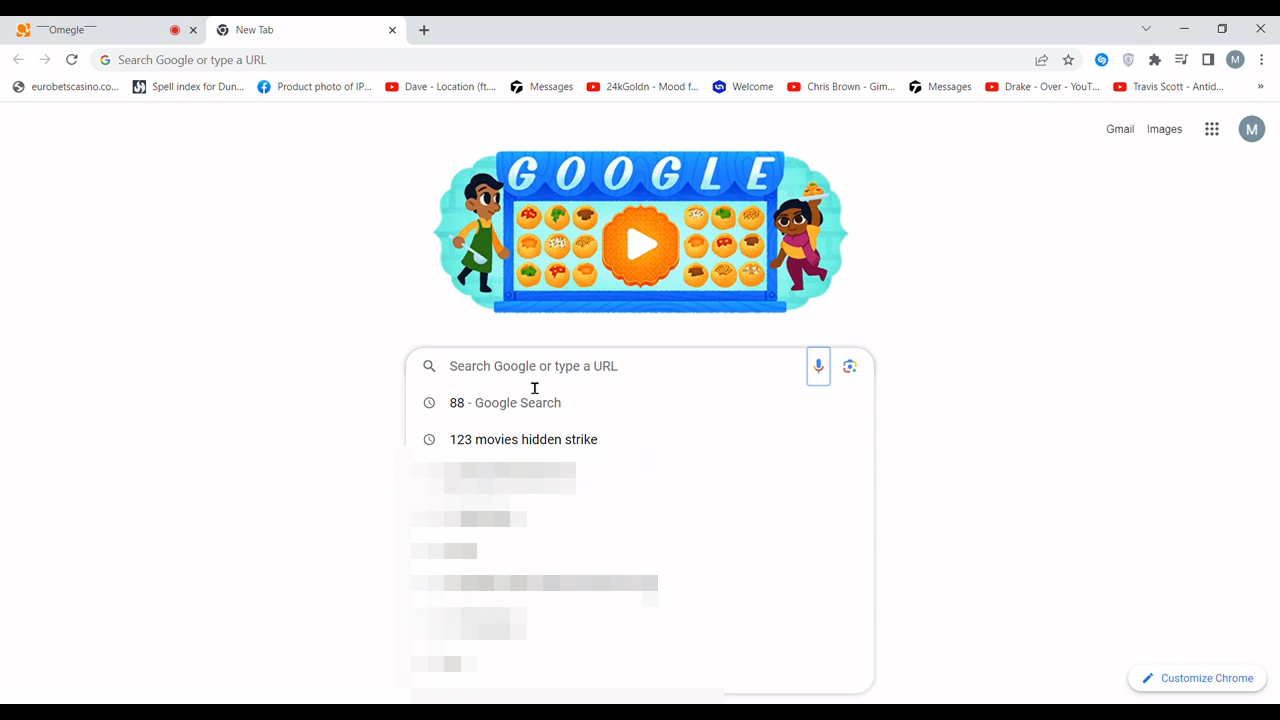 Omegle
New Tab
Search Google or type a URL
eurobetscasino.co...
Spell index for Dun...
Product photo of IP...
Dave - Location (ft....
Messages
24kGoldn - Mood f...
Welcome
Chris Brown - Gim...
Messages
Drake - Over - YouT...
Travis Scott - Antid...
»
Gmail
Images
M
GOOGLE
Search Google or type a URL
88 - Google Search
123 movies hidden strike
Customize Chrome